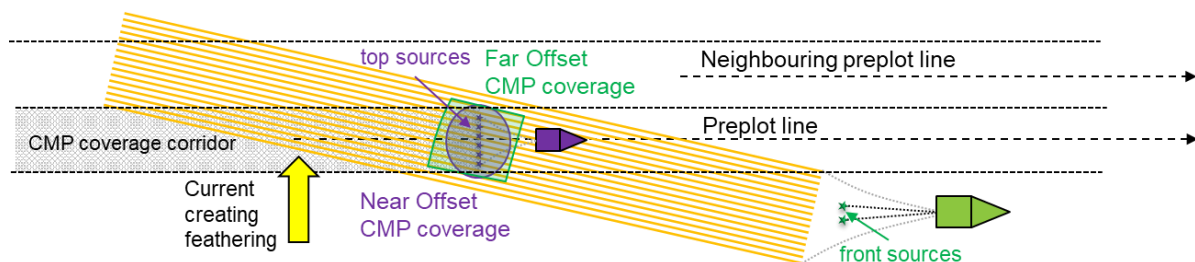 top sources
Far Offset
CMP coverage
Neighbouring preplot line
Preplot line
CMP coverage corridor
Current
creating
feathering
Near Offset
CMP coverage
front sources